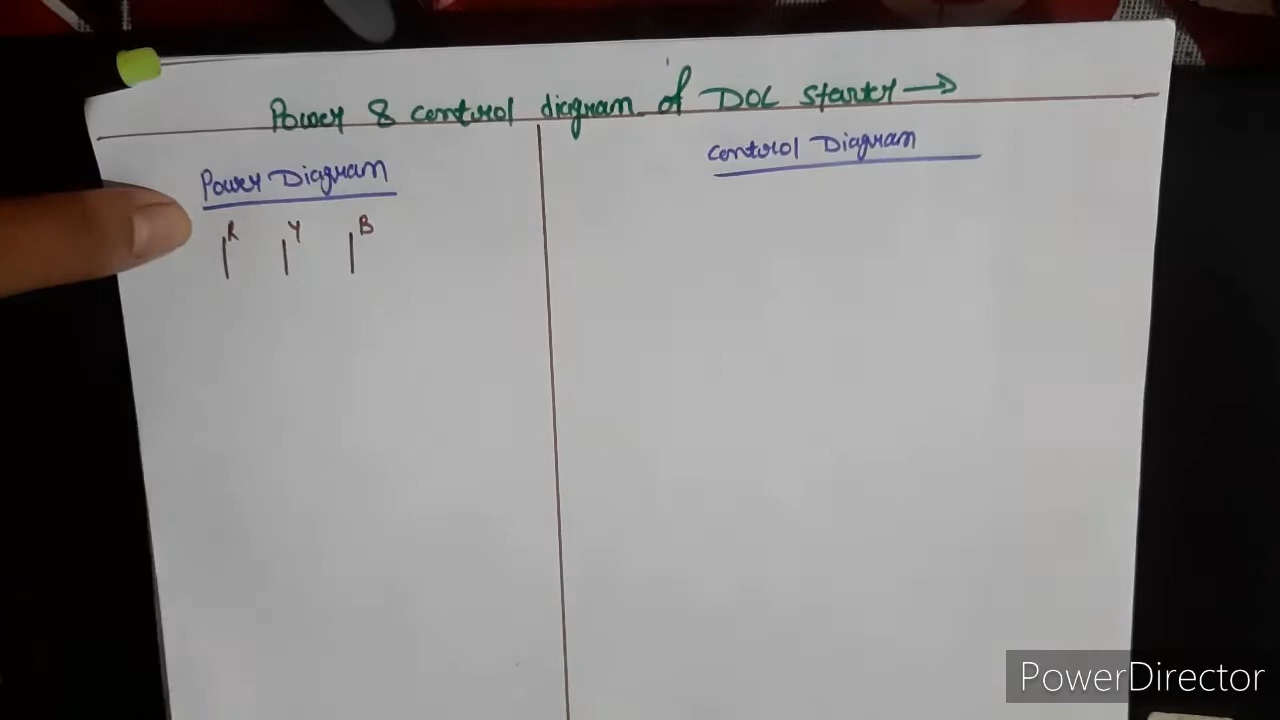 Power & control diagram of DOL starter →
Power Diagram
R Y B
control Diagram
PowerDirector